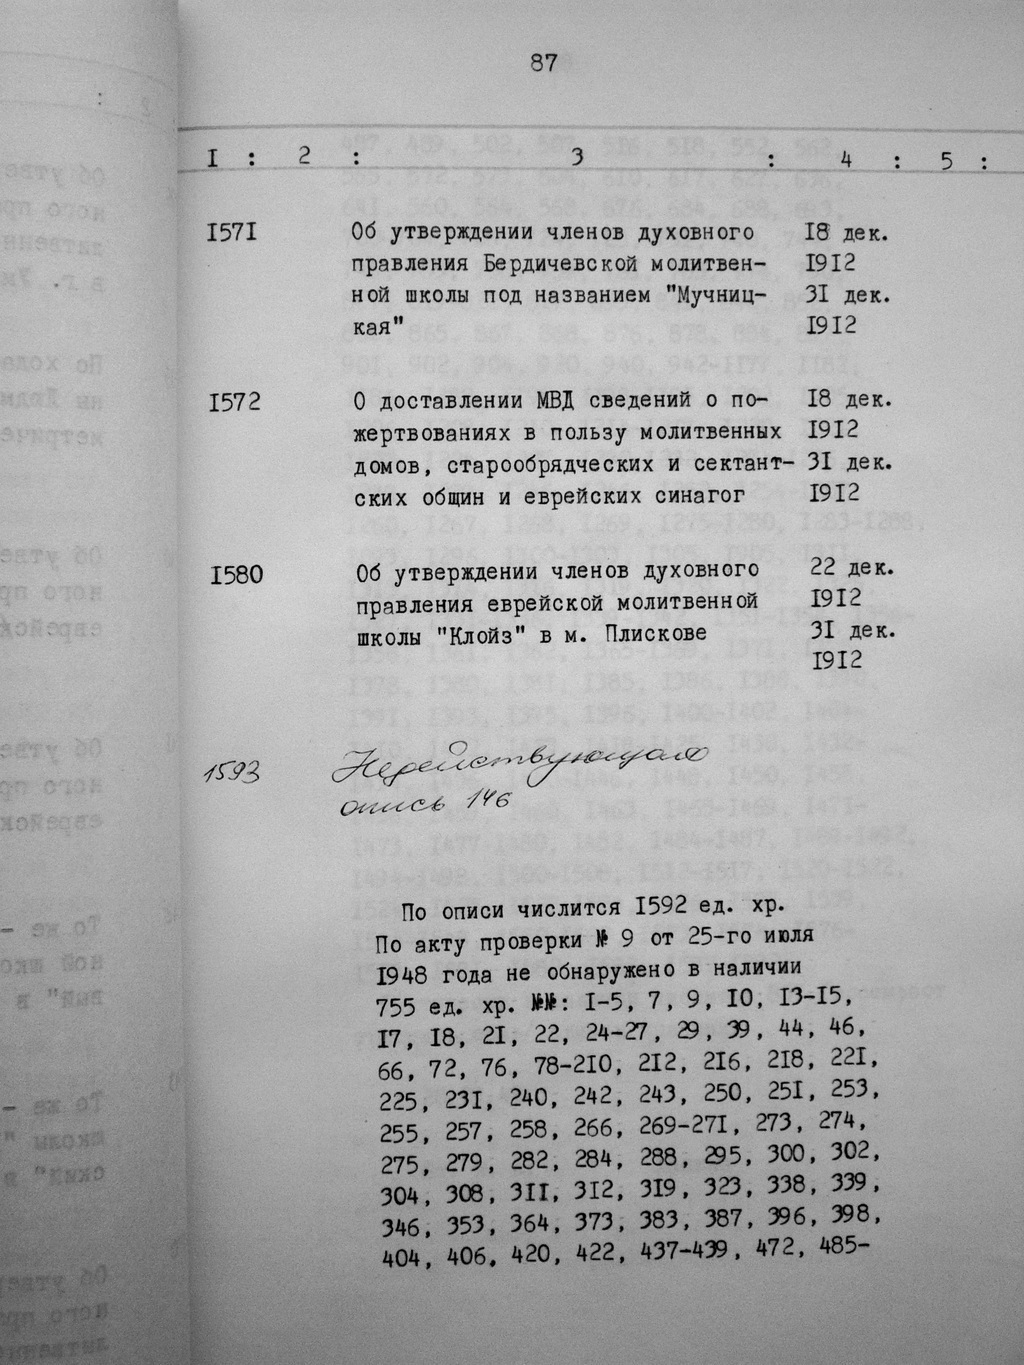 87
I : 2 : 3 : 4 : 5 :
I57I Об утверждении членов духовного I8 дек.
правления Бердичевской молитвен- I9I2
ной школы под названием "Мучниц- 3I дек.
кая" I9I2
I572 О доставлении МВД сведений о по- I8 дек.
жертвованиях в пользу молитвенных I9I2
домов, старообрядческих и сектант- 3I дек.
ских общин и еврейских синагог I9I2
I580 Об утверждении членов духовного 22 дек.
правления еврейской молитвенной I9I2
школы "Клойз" в м. Плискове 3I дек.
I9I2
1593 Недействующая
опись 146
По описи числится I592 ед. хр.
По акту проверки № 9 от 25-го июля
I948 года не обнаружено в наличии
755 ед. хр. №№: I-5, 7, 9, I0, I3-I5,
I7, I8, 2I, 22, 24-27, 29, 39, 44, 46,
66, 72, 76, 78-2I0, 2I2, 2I6, 2I8, 22I,
225, 23I, 240, 242, 243, 250, 25I, 253,
255, 257, 258, 266, 269-27I, 273, 274,
275, 279, 282, 284, 288, 295, 300, 302,
304, 308, 3II, 3I2, 3I9, 323, 338, 339,
346, 353, 364, 373, 383, 387, 396, 398,
404, 406, 420, 422, 437-439, 472, 485-